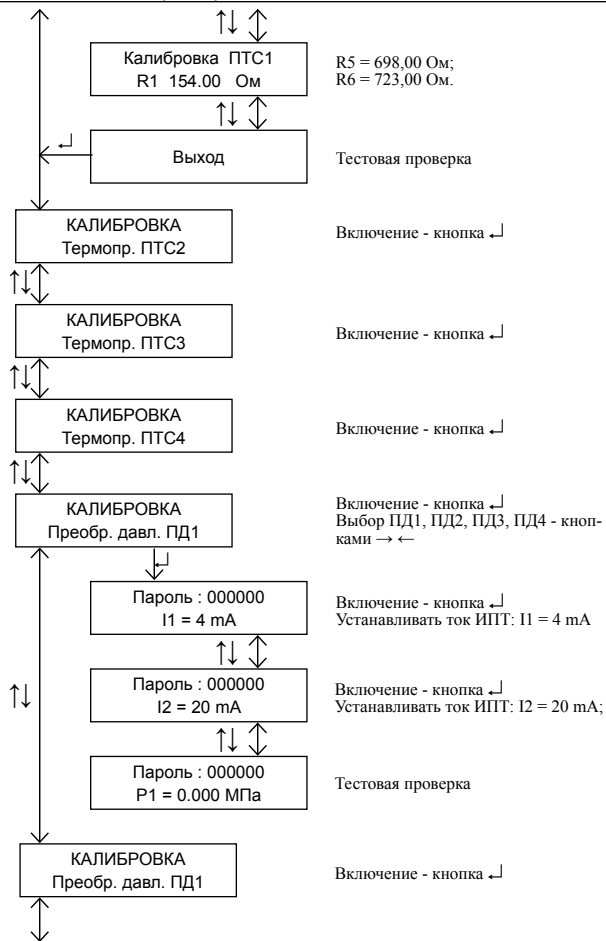 Калибровка ПТС1
R1 154.00 Ом
R5 = 698,00 Ом;
R6 = 723,00 Ом.
Выход
Тестовая проверка
КАЛИБРОВКА
Термопр. ПТС2
Включение - кнопка ↵
КАЛИБРОВКА
Термопр. ПТС3
Включение - кнопка ↵
КАЛИБРОВКА
Термопр. ПТС4
Включение - кнопка ↵
КАЛИБРОВКА
Преобр. давл. ПД1
Включение - кнопка ↵
Выбор ПД1, ПД2, ПД3, ПД4 - кноп-
ками → ←
Пароль : 000000
I1 = 4 mA
Включение - кнопка ↵
Устанавливать ток ИПТ: I1 = 4 mA
Пароль : 000000
I2 = 20 mA
Включение - кнопка ↵
Устанавливать ток ИПТ: I2 = 20 mA;
Пароль : 000000
P1 = 0.000 МПа
Тестовая проверка
КАЛИБРОВКА
Преобр. давл. ПД1
Включение - кнопка ↵